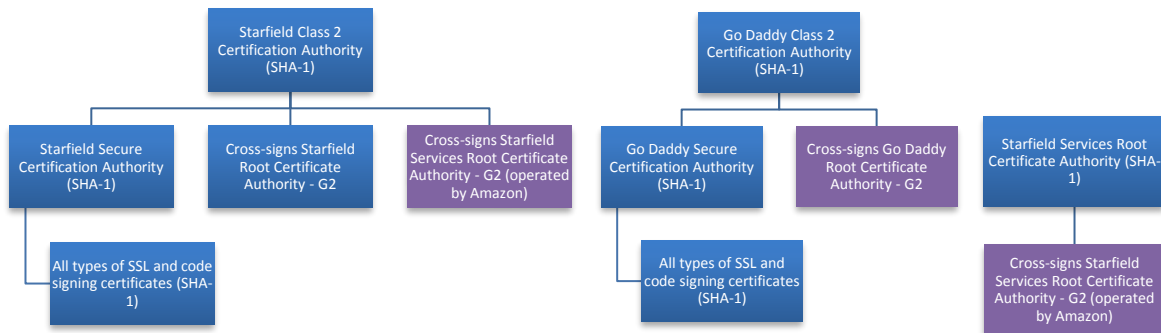 Starfield Class 2
Certification Authority
(SHA-1)
Go Daddy Class 2
Certification Authority
(SHA-1)
Starfield Secure
Certification Authority
(SHA-1)
Cross-signs Starfield
Root Certificate
Authority - G2
Cross-signs Starfield
Services Root Certificate
Authority - G2 (operated
by Amazon)
Go Daddy Secure
Certification Authority
(SHA-1)
Cross-signs Go Daddy
Root Certificate
Authority - G2
Starfield Services Root
Certificate Authority (SHA-
1)
All types of SSL and code
signing certificates (SHA-
1)
All types of SSL and
code signing certificates
(SHA-1)
Cross-signs Starfield
Services Root Certificate
Authority - G2 (operated
by Amazon)